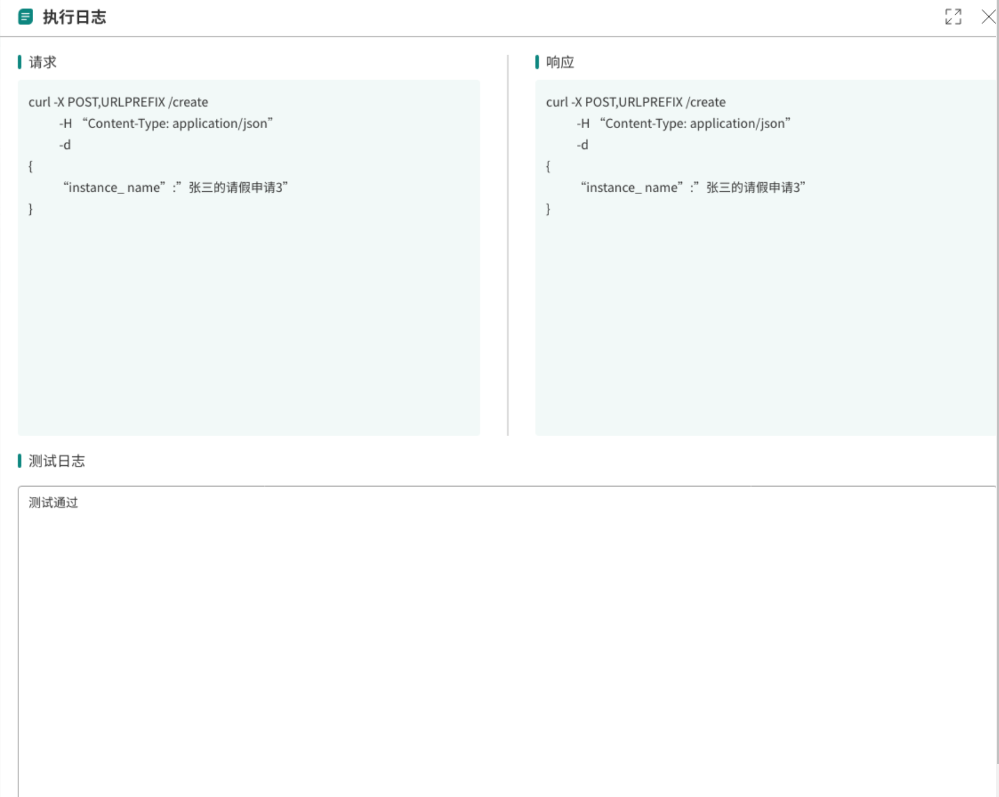 执行日志
请求
curl -X POST,URLPREFIX /create
-H “Content-Type: application/json”
-d
{
“instance_ name”:”张三的请假申请3”
}
响应
curl -X POST,URLPREFIX /create
-H “Content-Type: application/json”
-d
{
“instance_ name”:”张三的请假申请3”
}
测试日志
测试通过